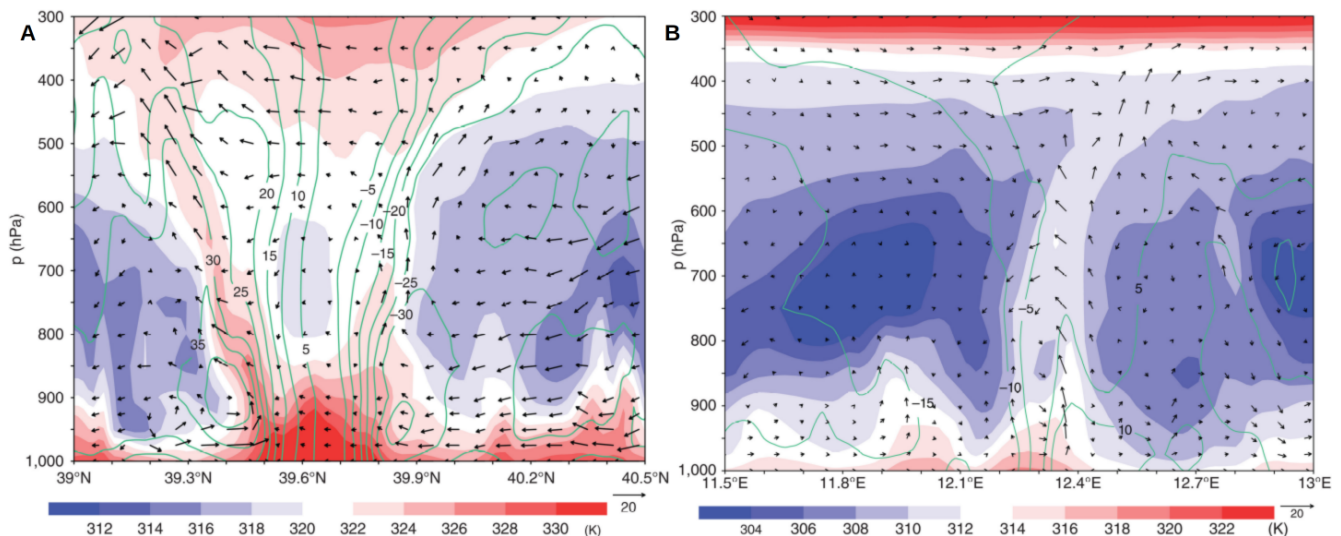 A
300
400
500
600
700
800
900
1,000
p (hPa)
20
10
-5
-20
-10
-15
15
30
25
-25
-30
35
5
39°N
39.3°N
39.6°N
39.9°N
40.2°N
40.5°N
312 314 316 318 320 322 324 326 328 330 (K)
20
B
300
400
500
600
700
800
900
1,000
p (hPa)
5
-5
-10
-15
10
11.5°E
11.8°E
12.1°E
12.4°E
12.7°E
13°E
304 306 308 310 312 314 316 318 320 322 (K)
20